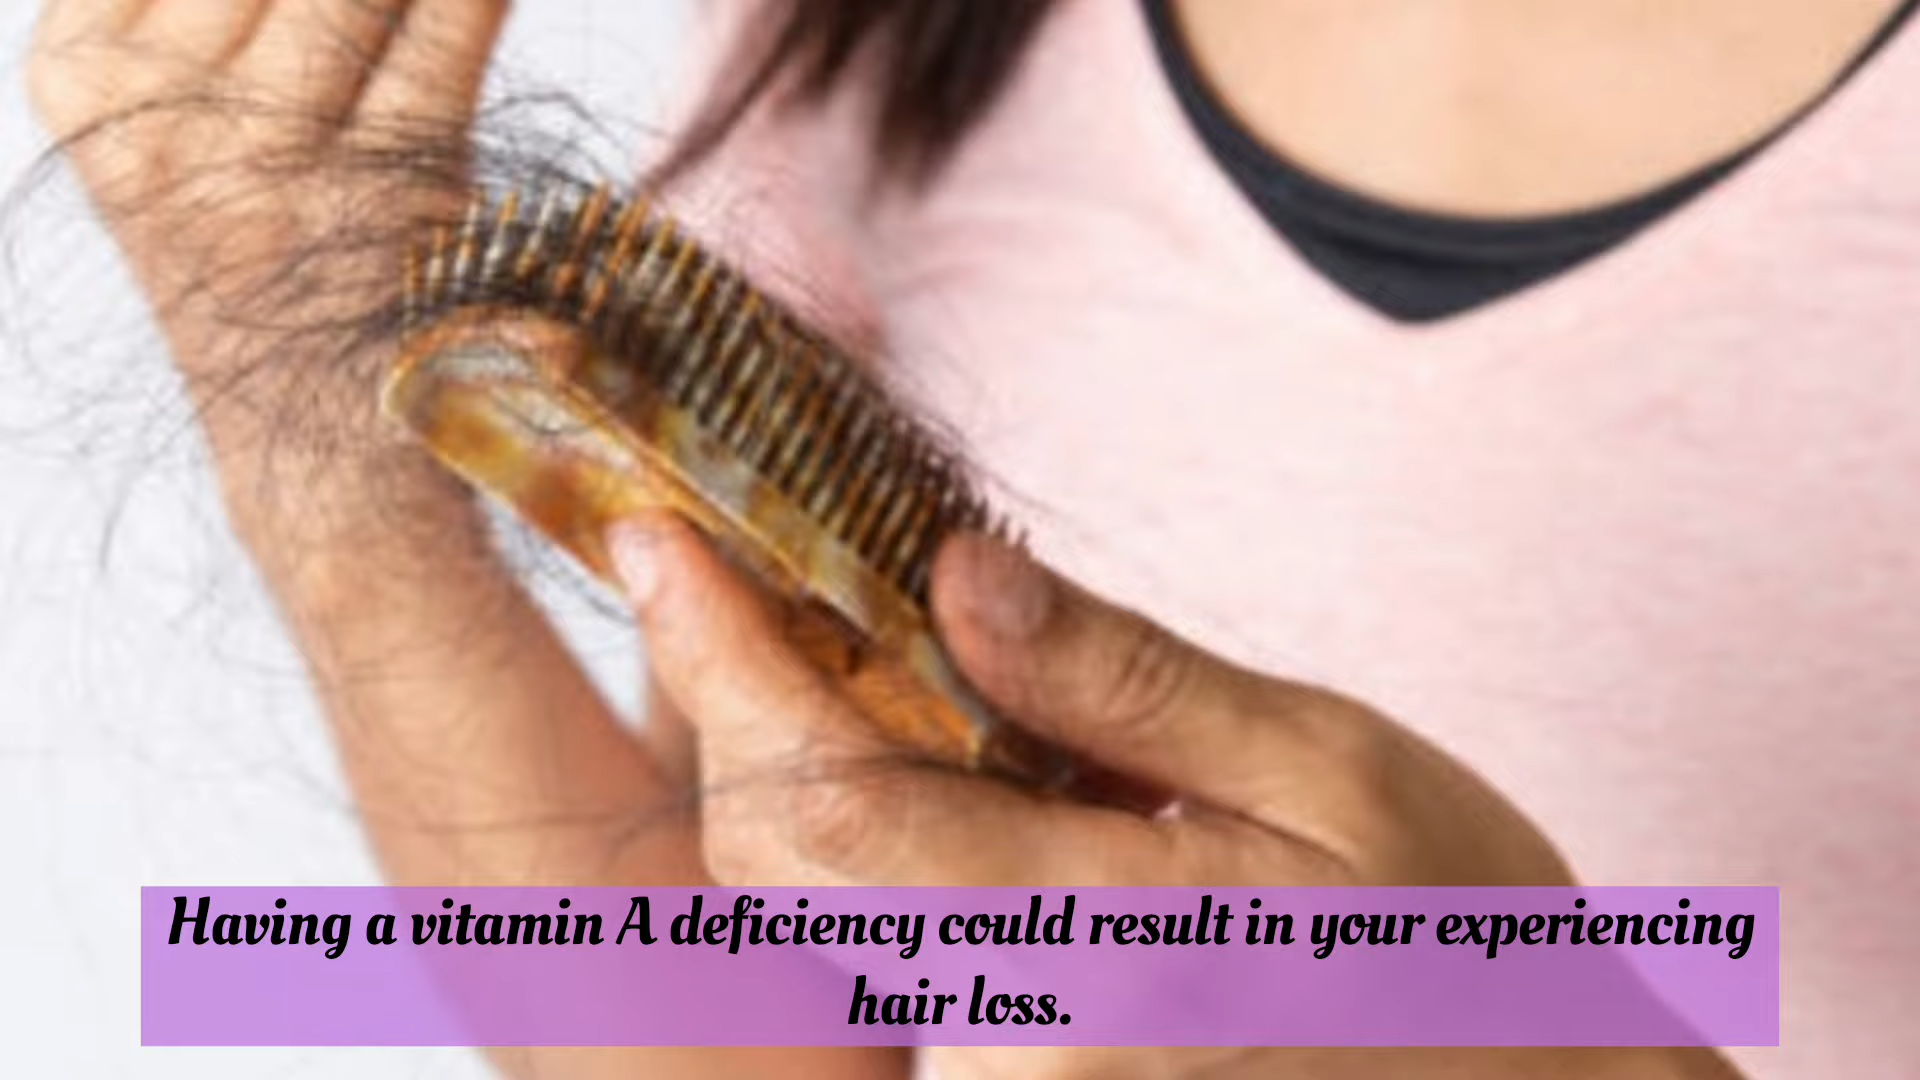 Having a vitamin A deficiency could result in your experiencing
hair loss.